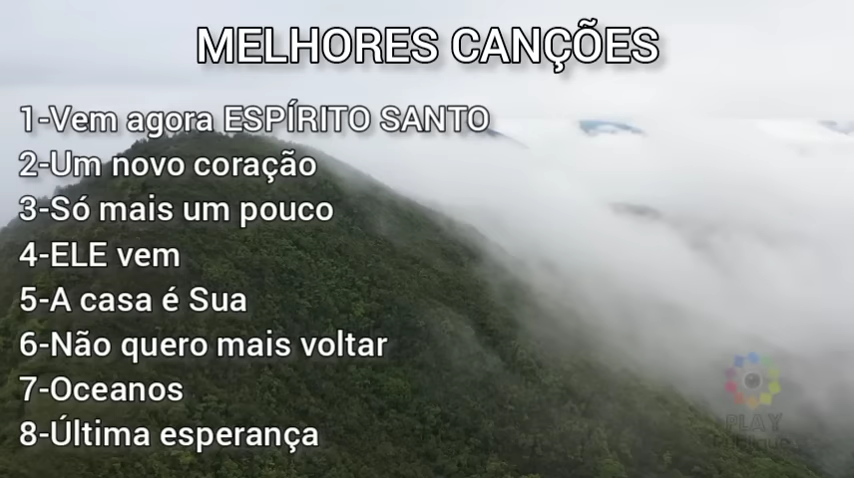 MELHORES CANÇÕES
1-Vem agora ESPÍRITO SANTO
2-Um novo coração
3-Só mais um pouco
4-ELE vem
5-A casa é Sua
6-Não quero mais voltar
7-Oceanos
8-Última esperança
PLAY